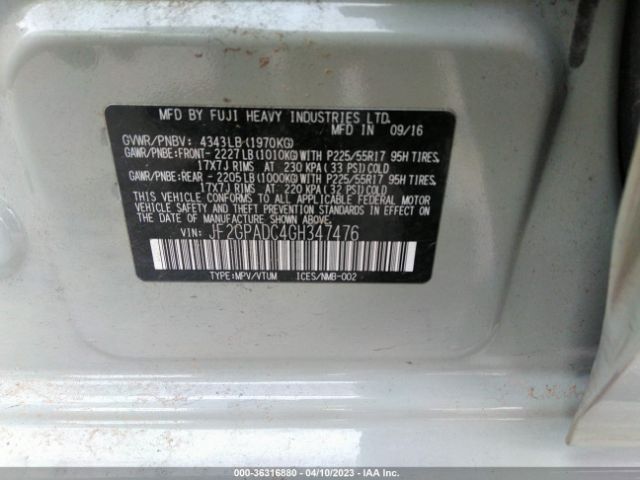 MFD BY FUJI HEAVY INDUSTRIES LTD.
MFD IN 09/16
GVWR/PNBV: 4343LB(1970KG)
GAWR/PNBE:FRONT-2227LB(1010KG)WITH P225/55R17 95H TIRES,
17X7J RIMS AT 230 KPA(33 PSI)COLD
GAWR/PNBE:REAR -2205LB(1000KG)WITH P225/55R17 95H TIRES,
17X7J RIMS AT 220 KPA(32 PSI)COLD
THIS VEHICLE CONFORMS TO ALL APPLICABLE FEDERAL MOTOR
VEHICLE SAFETY AND THEFT PREVENTION STANDARDS IN EFFECT
ON THE DATE OF MANUFACTURE SHOWN ABOVE.
VIN: JF2GPADC4GH347476
TYPE:MPV/VTUM ICES/NMB-002
000-36316880 - 04/10/2023 - IAA Inc.